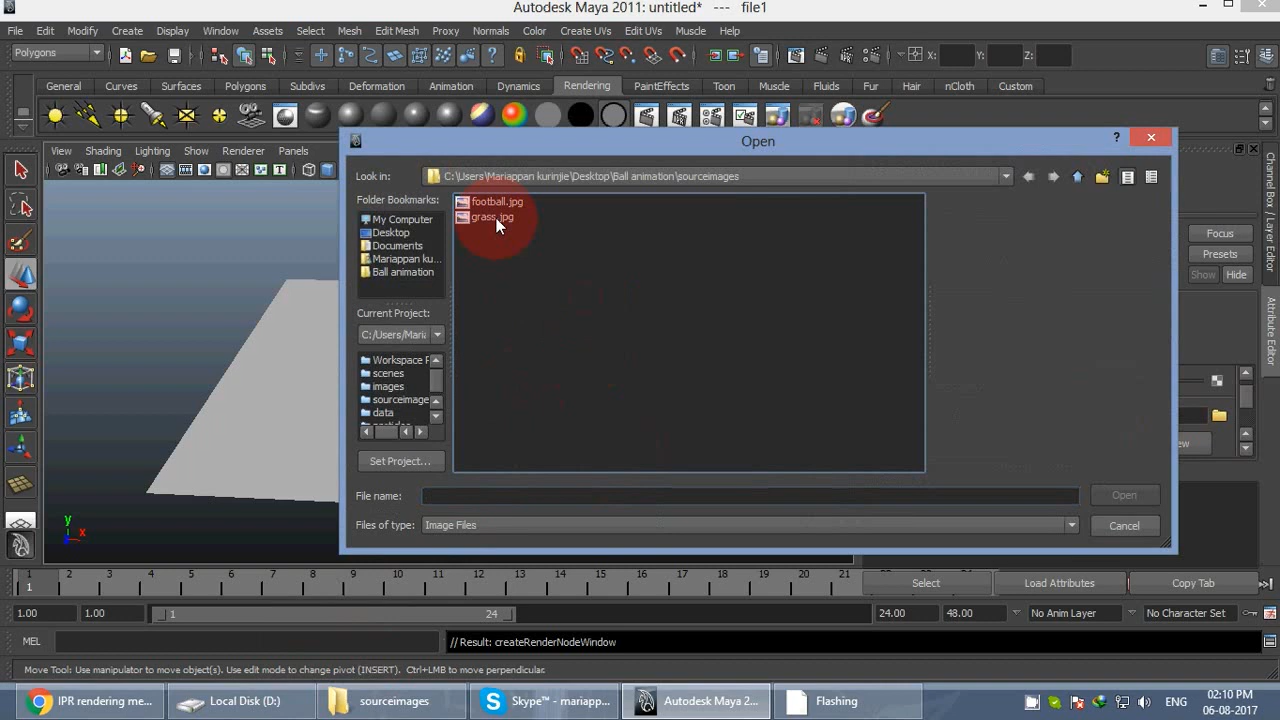 Autodesk Maya 2011: untitled* --- file1
File Edit Modify Create Display Window Assets Select Mesh Edit Mesh Proxy Normals Color Create UVs Edit UVs Muscle Help
Polygons X: Y: Z:
General Curves Surfaces Polygons Subdivs Deformation Animation Dynamics Rendering PaintEffects Toon Muscle Fluids Fur Hair nCloth Custom
View Shading Lighting Show Renderer Panels
Open
?
Look in: C:\Users\Mariappan kurinjie\Desktop\Ball animation\sourceimages
Folder Bookmarks:
My Computer
Desktop
Documents
Mariappan ku...
Ball animation
football.jpg
grass.jpg
Current Project:
C:/Users/Maria
Workspace R
scenes
images
sourceimage
data
Set Project...
File name:
Open
Files of type: Image Files
Cancel
Focus
Presets
Show Hide
Channel Box / Layer Editor
Attribute Editor
y
x
1 2 3 4 5 6 7 8 9 10 11 12 13 14 15 16 17 18 19 20 21
1
Select Load Attributes Copy Tab
1.00 1.00 1 24 24.00 48.00 No Anim Layer No Character Set
MEL // Result: createRenderNodeWindow
Move Tool: Use manipulator to move object(s). Use edit mode to change pivot (INSERT). Ctrl+LMB to move perpendicular.
IPR rendering me... Local Disk (D:) sourceimages Skype™ - mariapp... Autodesk Maya 2... Flashing
ENG
02:10 PM
06-08-2017